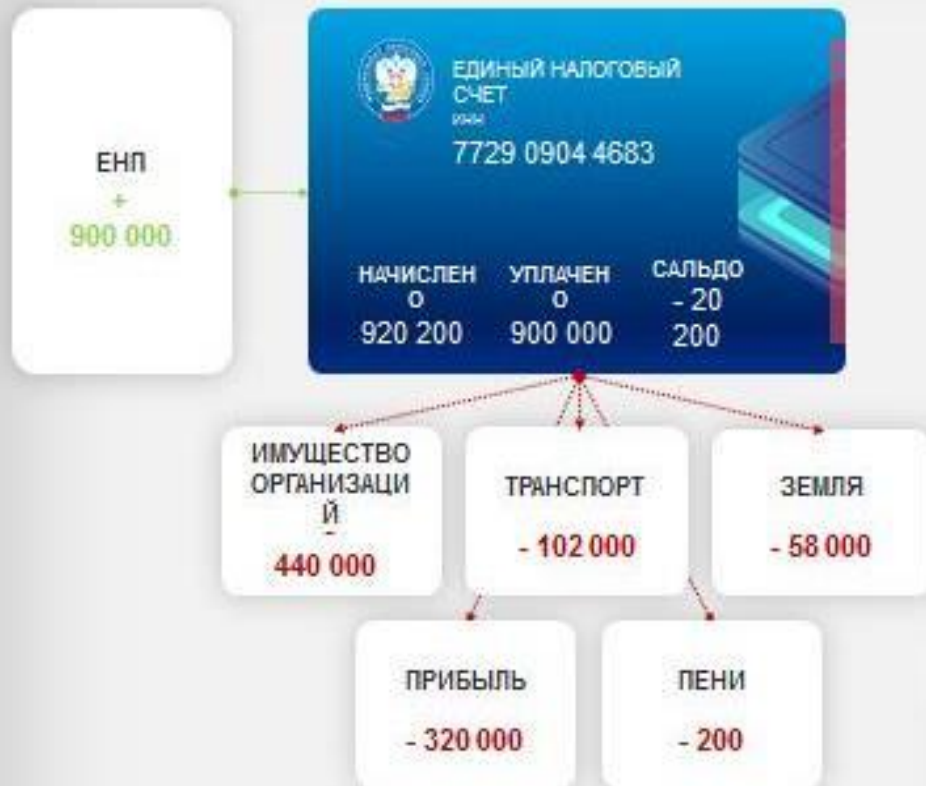 ЕНП
+
900 000
ЕДИНЫЙ НАЛОГОВЫЙ
СЧЕТ
ИНН
7729 0904 4683
НАЧИСЛЕН
О
920 200
УПЛАЧЕН
О
900 000
САЛЬДО
- 20
200
ИМУЩЕСТВО
ОРГАНИЗАЦИ
Й
-
440 000
ТРАНСПОРТ
- 102 000
ЗЕМЛЯ
- 58 000
ПРИБЫЛЬ
- 320 000
ПЕНИ
- 200